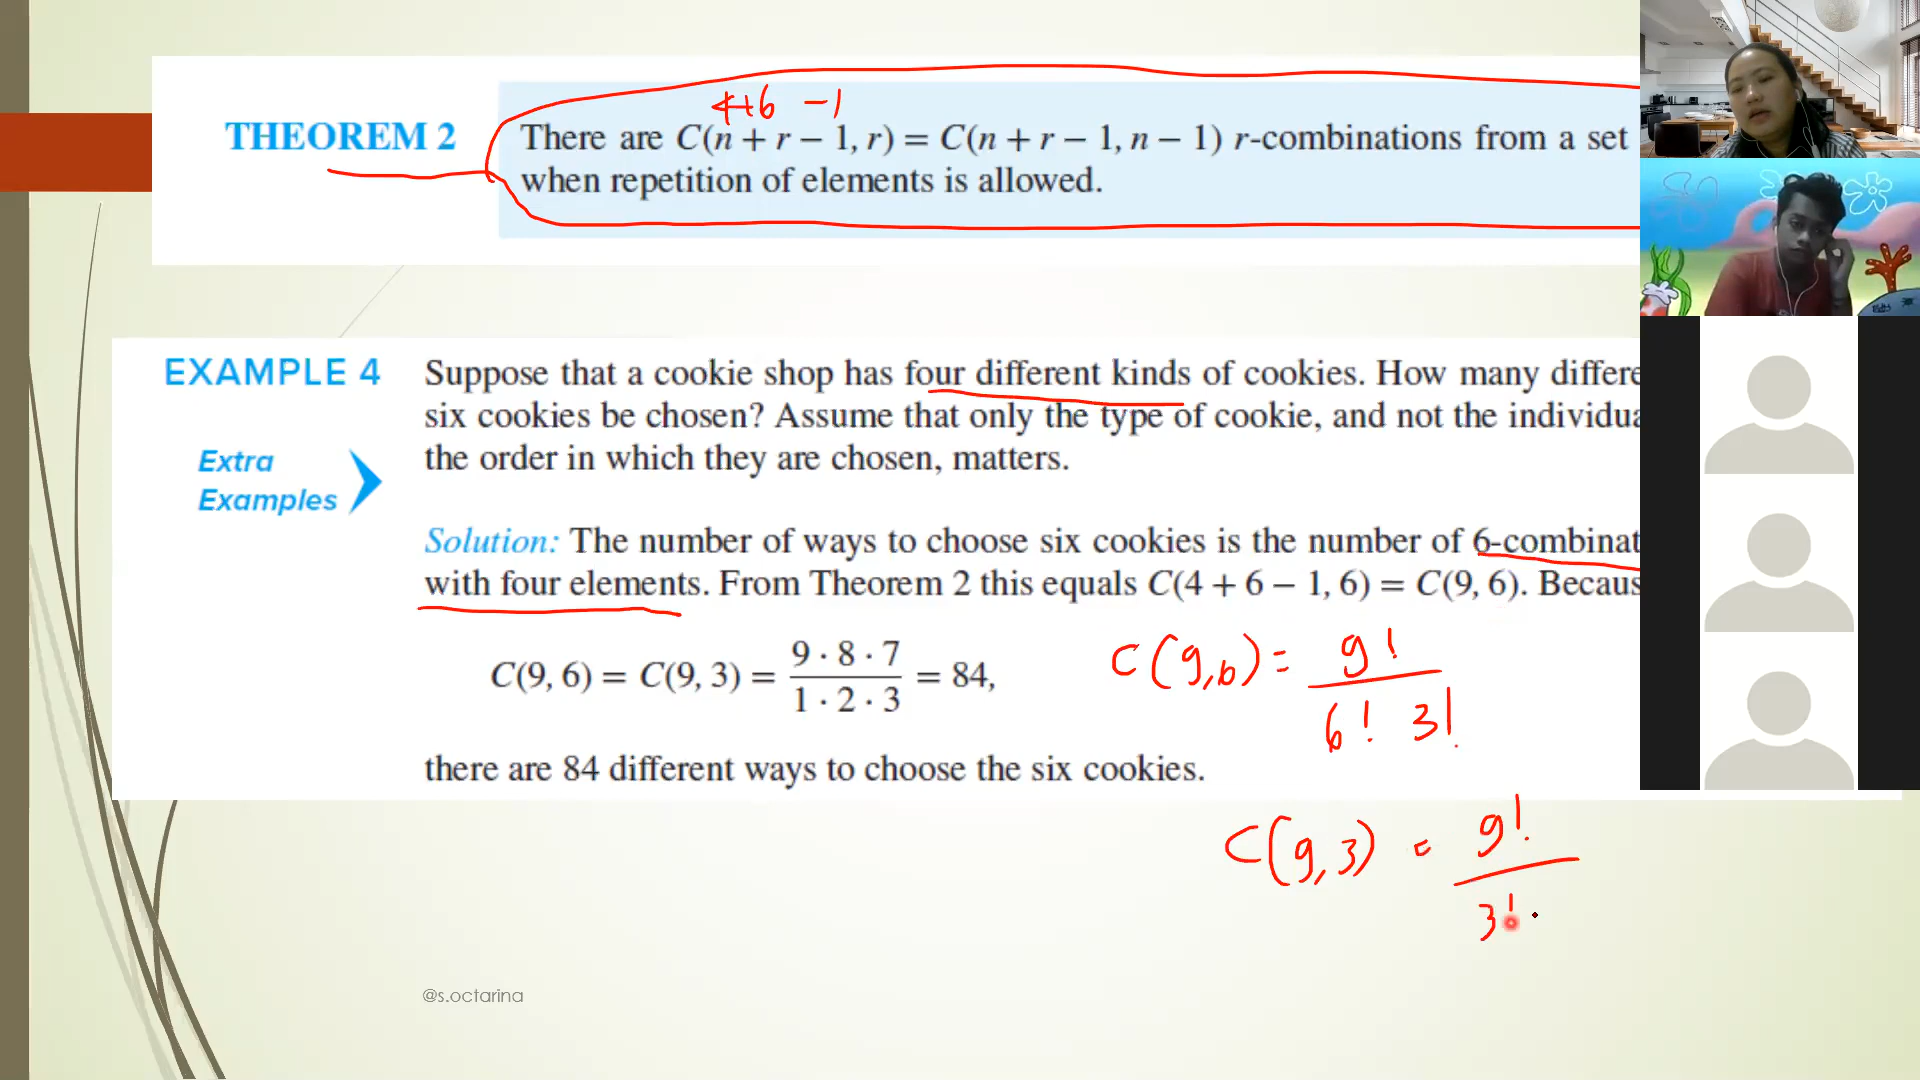 4+6 -1
THEOREM 2
There are C(n + r − 1, r) = C(n + r − 1, n − 1) r-combinations from a set
when repetition of elements is allowed.
EXAMPLE 4
Suppose that a cookie shop has four different kinds of cookies. How many differe
six cookies be chosen? Assume that only the type of cookie, and not the individua
the order in which they are chosen, matters.
Extra
Examples
Solution: The number of ways to choose six cookies is the number of 6-combinat
with four elements. From Theorem 2 this equals C(4 + 6 − 1, 6) = C(9, 6). Becaus
C(9, 6) = C(9, 3) = 9 · 8 · 7 / 1 · 2 · 3 = 84,
C(9,6) = 9! / 6! 3!
there are 84 different ways to choose the six cookies.
C(9,3) = 9! / 3! ·
@s.octarina